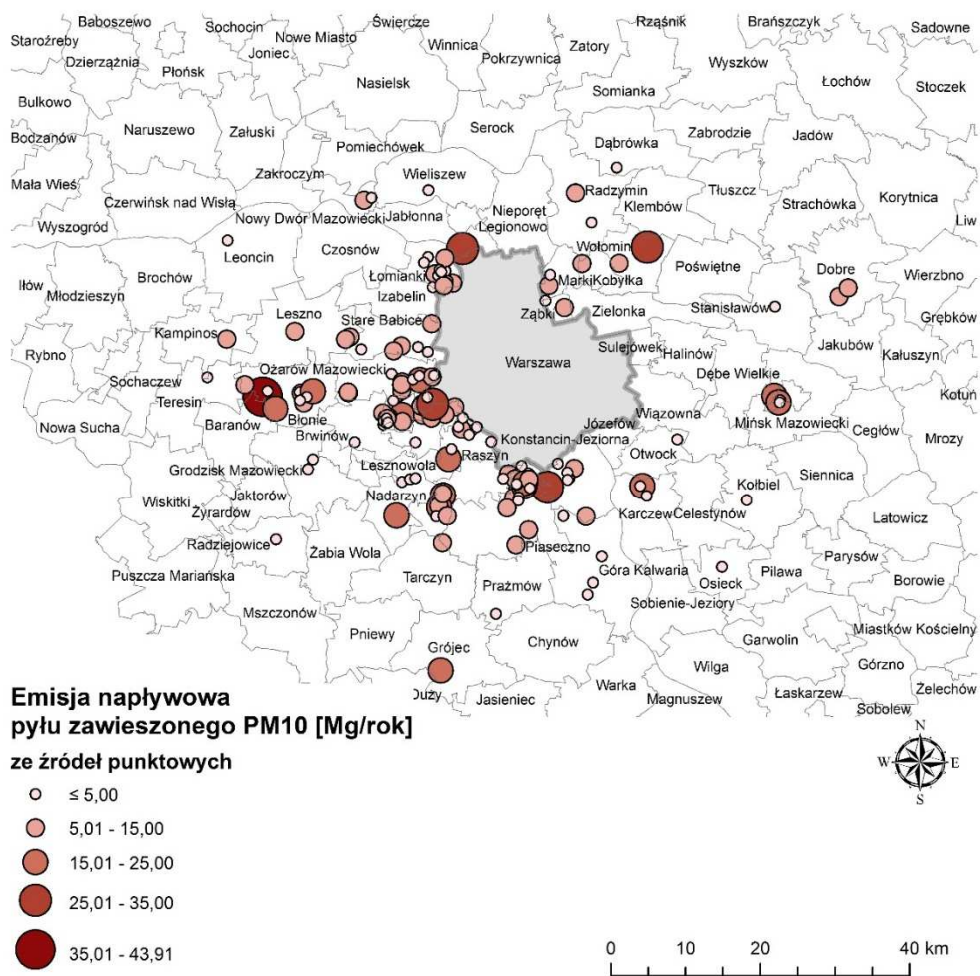 Baboszewo Sochocin Świercze Rząśnik Brańszczyk Sadowne
Staroźreby Joniec Nowe Miasto Winnica Pokrzywnica Zatory
Dzierzążnia Płońsk Nasielsk Somianka Wyszków Łochów Stoczek
Bulkowo
Bodzanów Naruszewo Załuski Pomiechówek Serock Dąbrówka Zabrodzie Jadów
Mała Wieś Zakroczym Wieliszew Radzymin Tłuszcz Korytnica
Czerwińsk nad Wisłą Klembów Strachówka
Wyszogród Nowy Dwór Mazowiecki Jabłonna Nieporęt Liw
Legionowo
Leoncin Czosnów Wołomin
Brochów Łomianki Marki Kobyłka Poświętne Dobre Wierzbno
Iłów Młodzieszyn Izabelin
Leszno Stare Babice Ząbki Zielonka Stanisławów Grębków
Kampinos Sulejówek Jakubów
Rybno Warszawa Halinów Kałuszyn
Sochaczew Ożarów Mazowiecki Dębe Wielkie
Teresin Kotuń
Nowa Sucha Baranów Błonie Józefów Wiązowna Mińsk Mazowiecki
Brwinów Konstancin-Jeziorna Cegłów Mrozy
Grodzisk Mazowiecki Lesznowola Raszyn Otwock
Wiskitki Jaktorów Nadarzyn Kołbiel Siennica
Żyrardów Karczew Celestynów Latowicz
Radziejowice Żabia Wola Piaseczno
Puszcza Mariańska Tarczyn Prażmów Góra Kalwaria Osieck Pilawa Parysów
Borowie
Mszczonów Sobienie-Jeziory
Pniewy Chynów Garwolin Miastków Kościelny
Grójec Wilga Górzno
Duży Jasieniec Warka Magnuszew Łaskarzew Żelechów
Sobolew
Emisja napływowa
pyłu zawieszonego PM10 [Mg/rok]
ze źródeł punktowych
≤ 5,00
5,01 - 15,00
15,01 - 25,00
25,01 - 35,00
35,01 - 43,91
N
W E
S
0 10 20 40 km